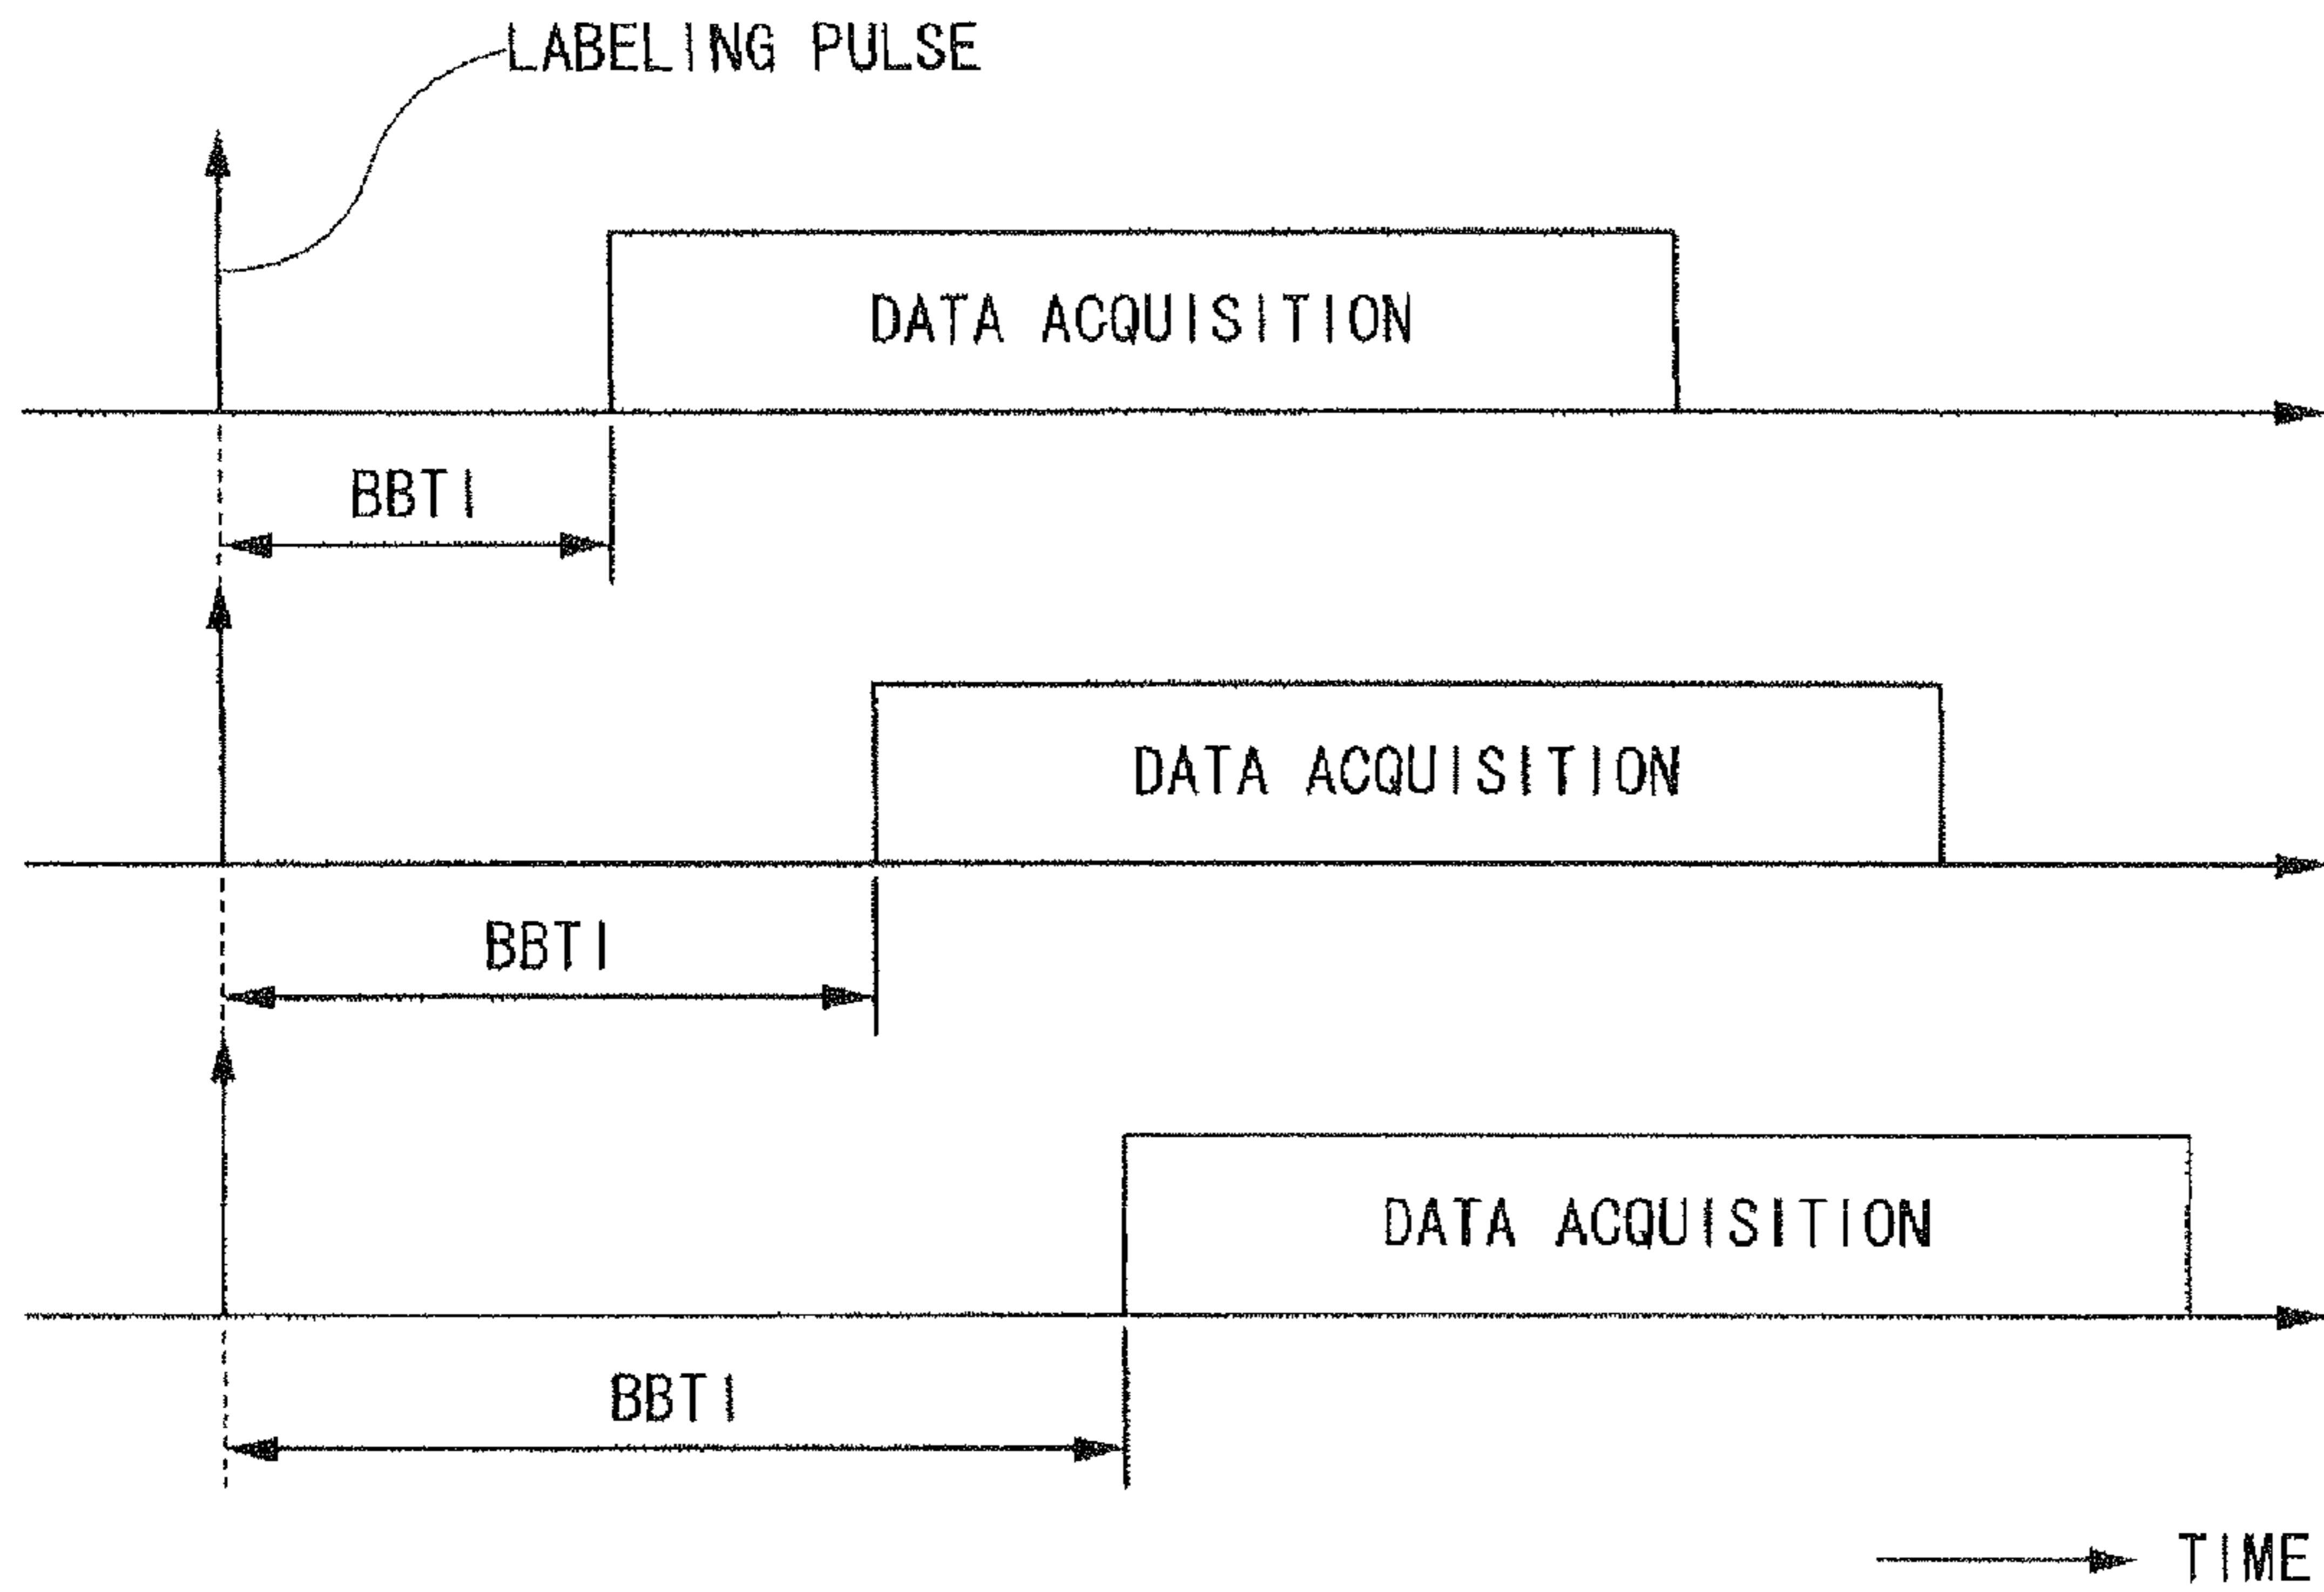 LABELING PULSE
DATA ACQUISITION
BBTI
DATA ACQUISITION
BBTI
DATA ACQUISITION
BBTI
TIME